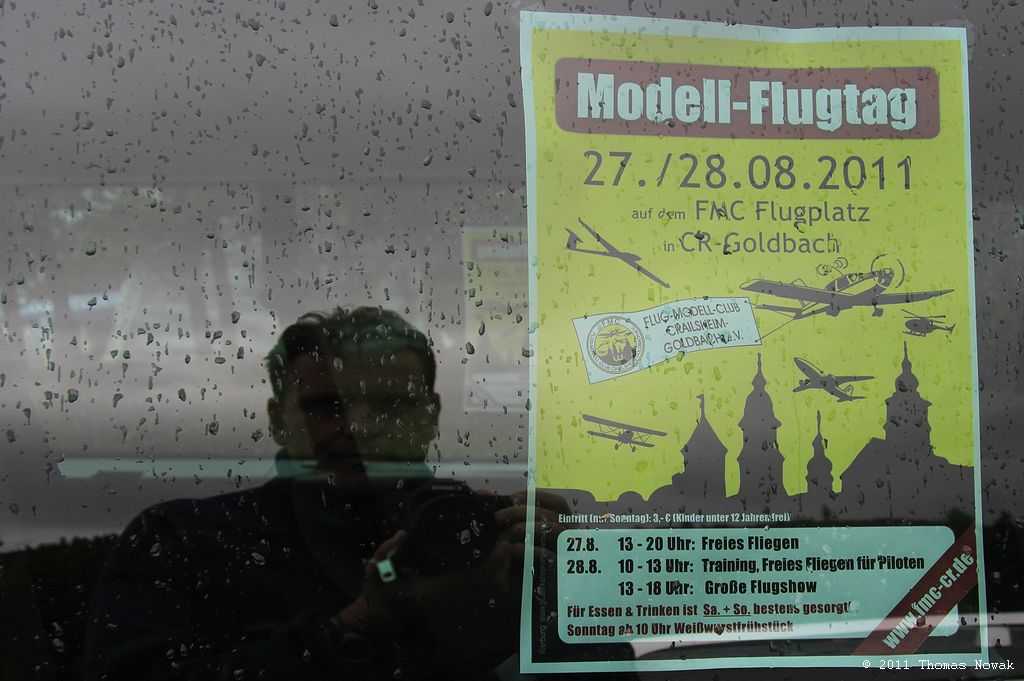 Modell-Flugtag
27./28.08.2011
auf dem FMC Flugplatz
in CR-Goldbach
FLUG-MODELL-CLUB
CRAILSHEIM-
GOLDBACH e.V.
Eintritt (nur Sonntag): 3,- € (Kinder unter 12 Jahren frei)
27.8. 13 - 20 Uhr: Freies Fliegen
28.8. 10 - 13 Uhr: Training, Freies Fliegen für Piloten
13 - 18 Uhr: Große Flugshow
Für Essen & Trinken ist Sa. + So. bestens gesorgt!
Sonntag ab 10 Uhr Weißwurstfrühstück
www.fmc-cr.de
© 2011 Thomas Nowak